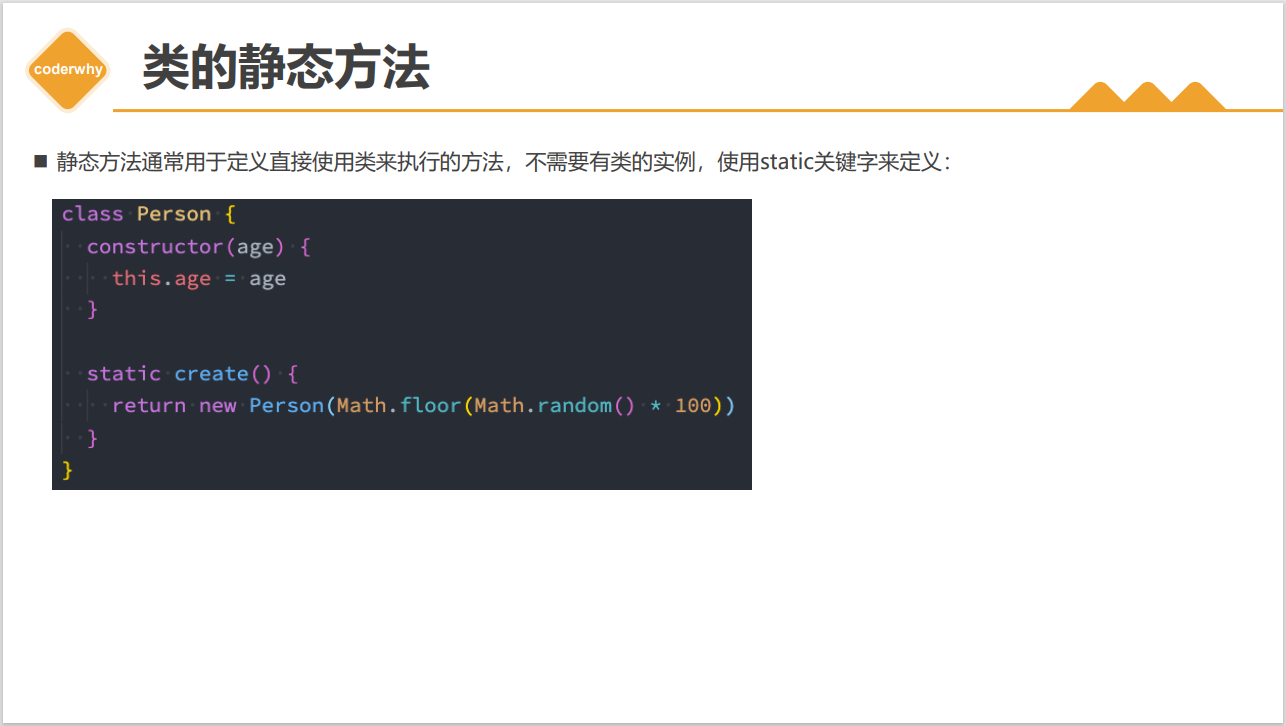 coderwhy
类的静态方法
静态方法通常用于定义直接使用类来执行的方法，不需要有类的实例，使用static关键字来定义：
class Person {
  constructor(age) {
    this.age = age
  }
  static create() {
    return new Person(Math.floor(Math.random() * 100))
  }
}